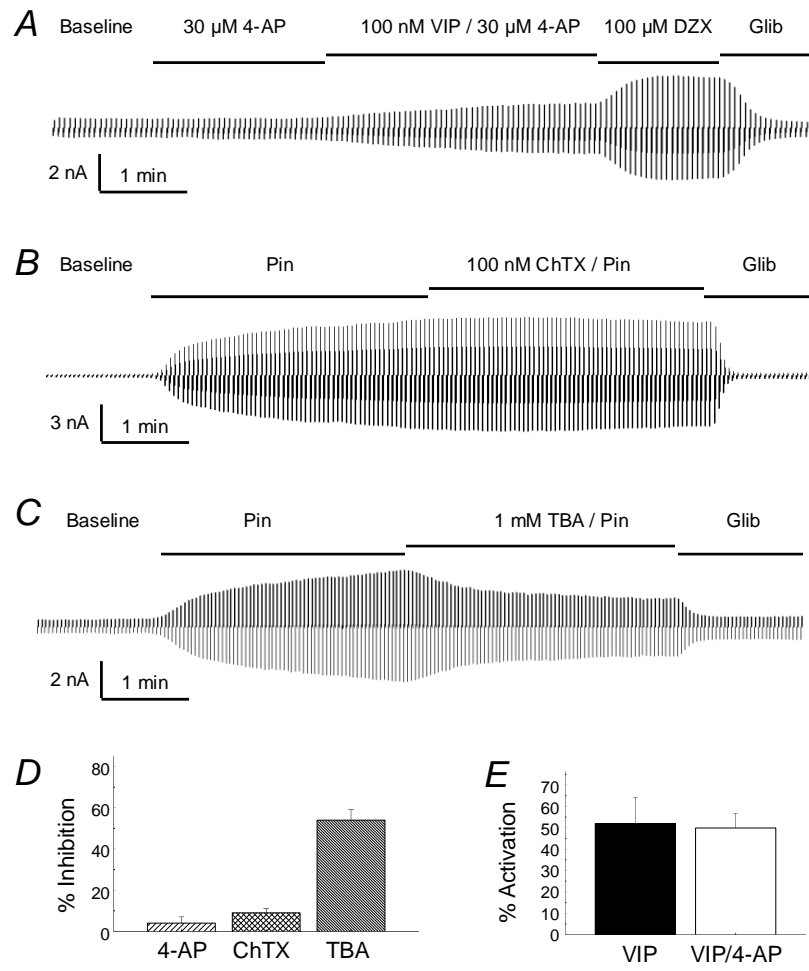 A
Baseline 30 µM 4-AP 100 nM VIP / 30 µM 4-AP 100 µM DZX Glib
2 nA 1 min
B
Baseline Pin 100 nM ChTX / Pin Glib
3 nA 1 min
C
Baseline Pin 1 mM TBA / Pin Glib
2 nA 1 min
D
% Inhibition
80
60
40
20
0
4-AP ChTX TBA
E
% Activation
70
60
50
40
30
20
10
0
VIP VIP/4-AP